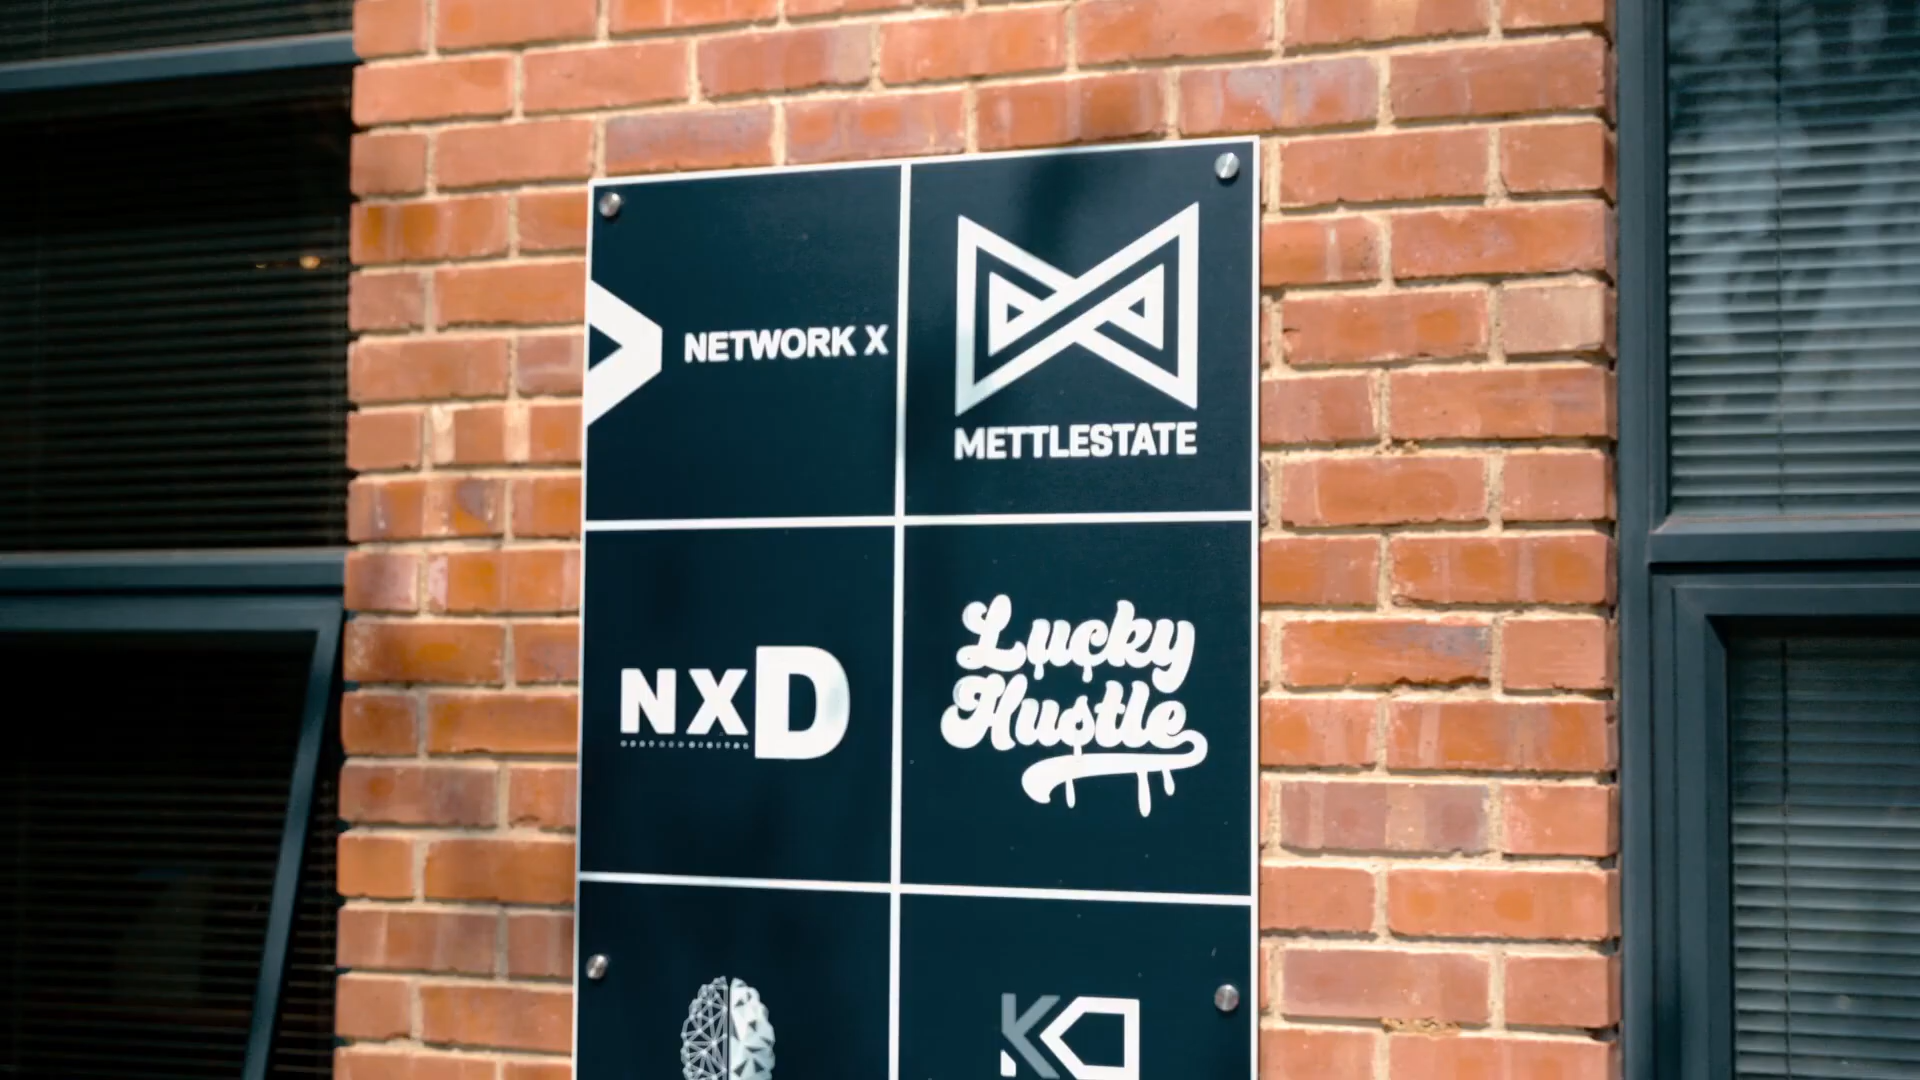 NETWORK X
METTLESTATE
NXD
Lucky
Hustle